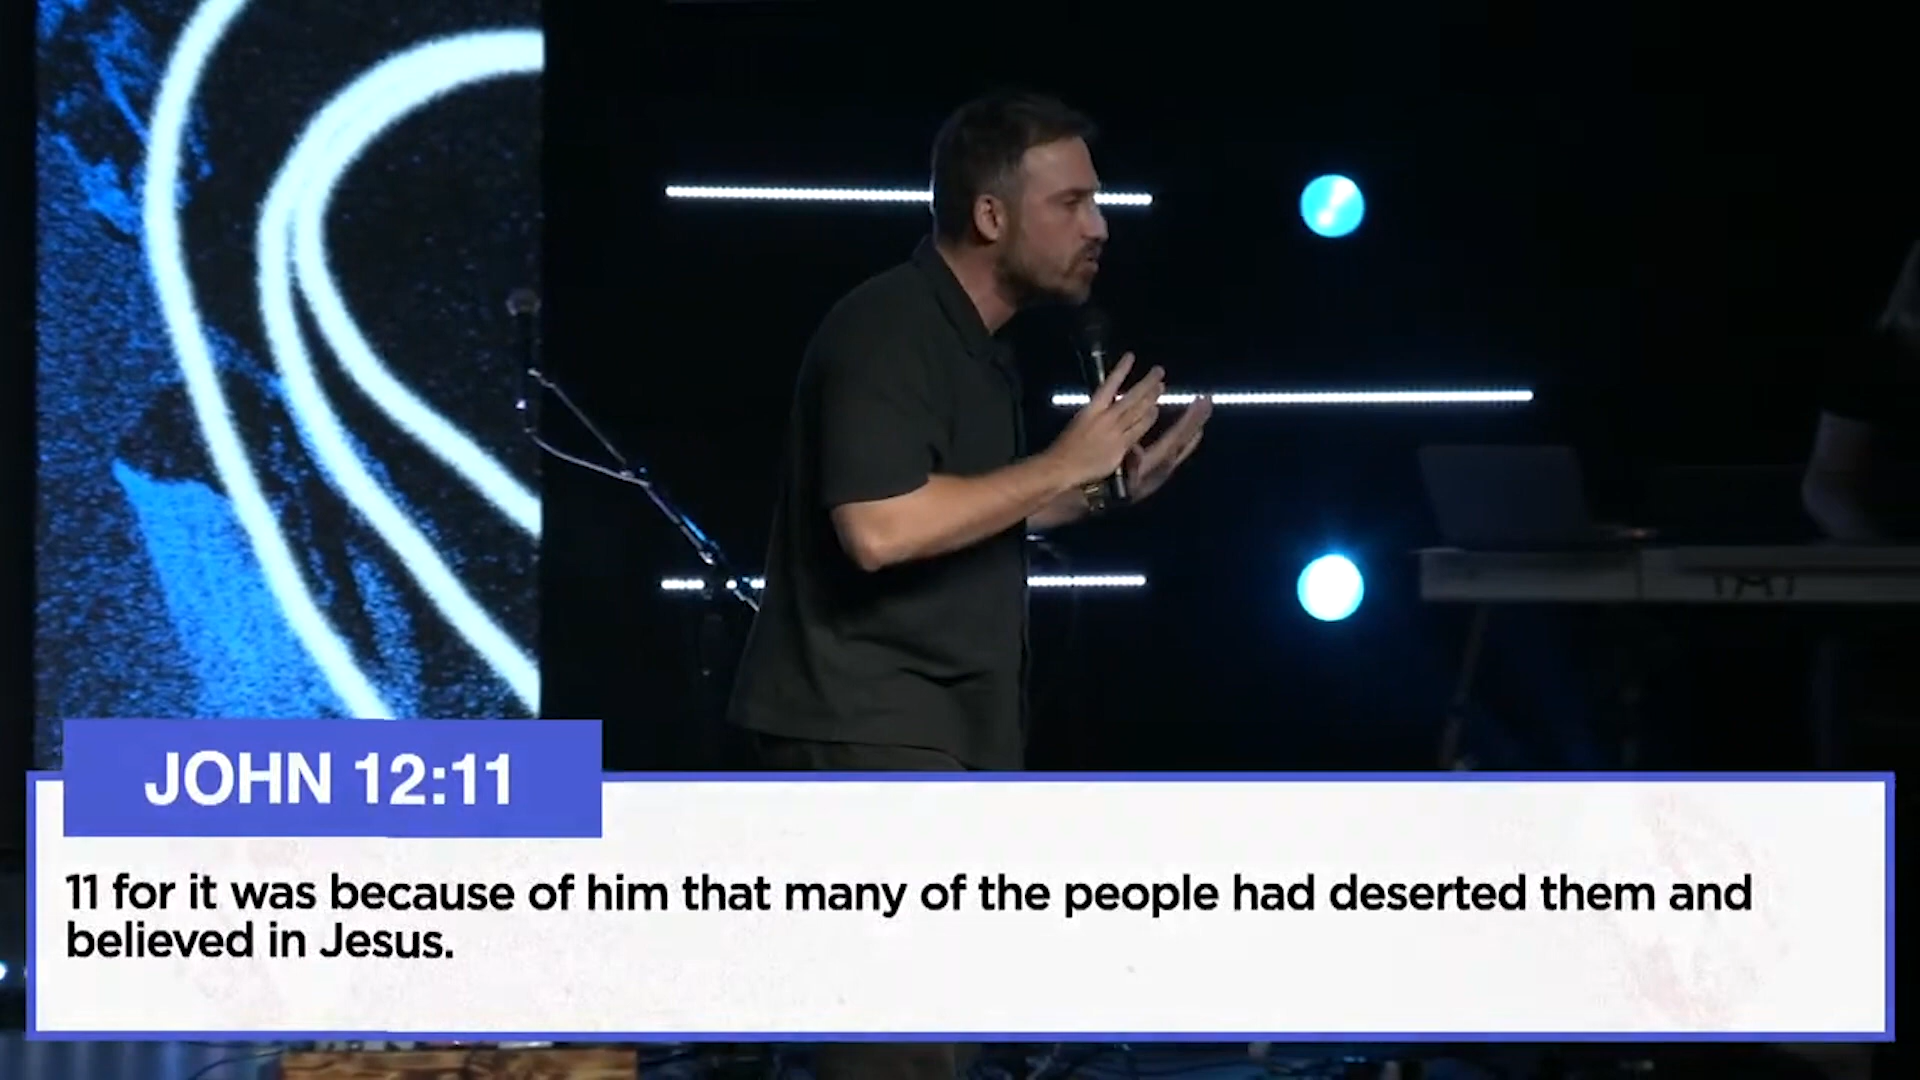 JOHN 12:11
11 for it was because of him that many of the people had deserted them and
believed in Jesus.